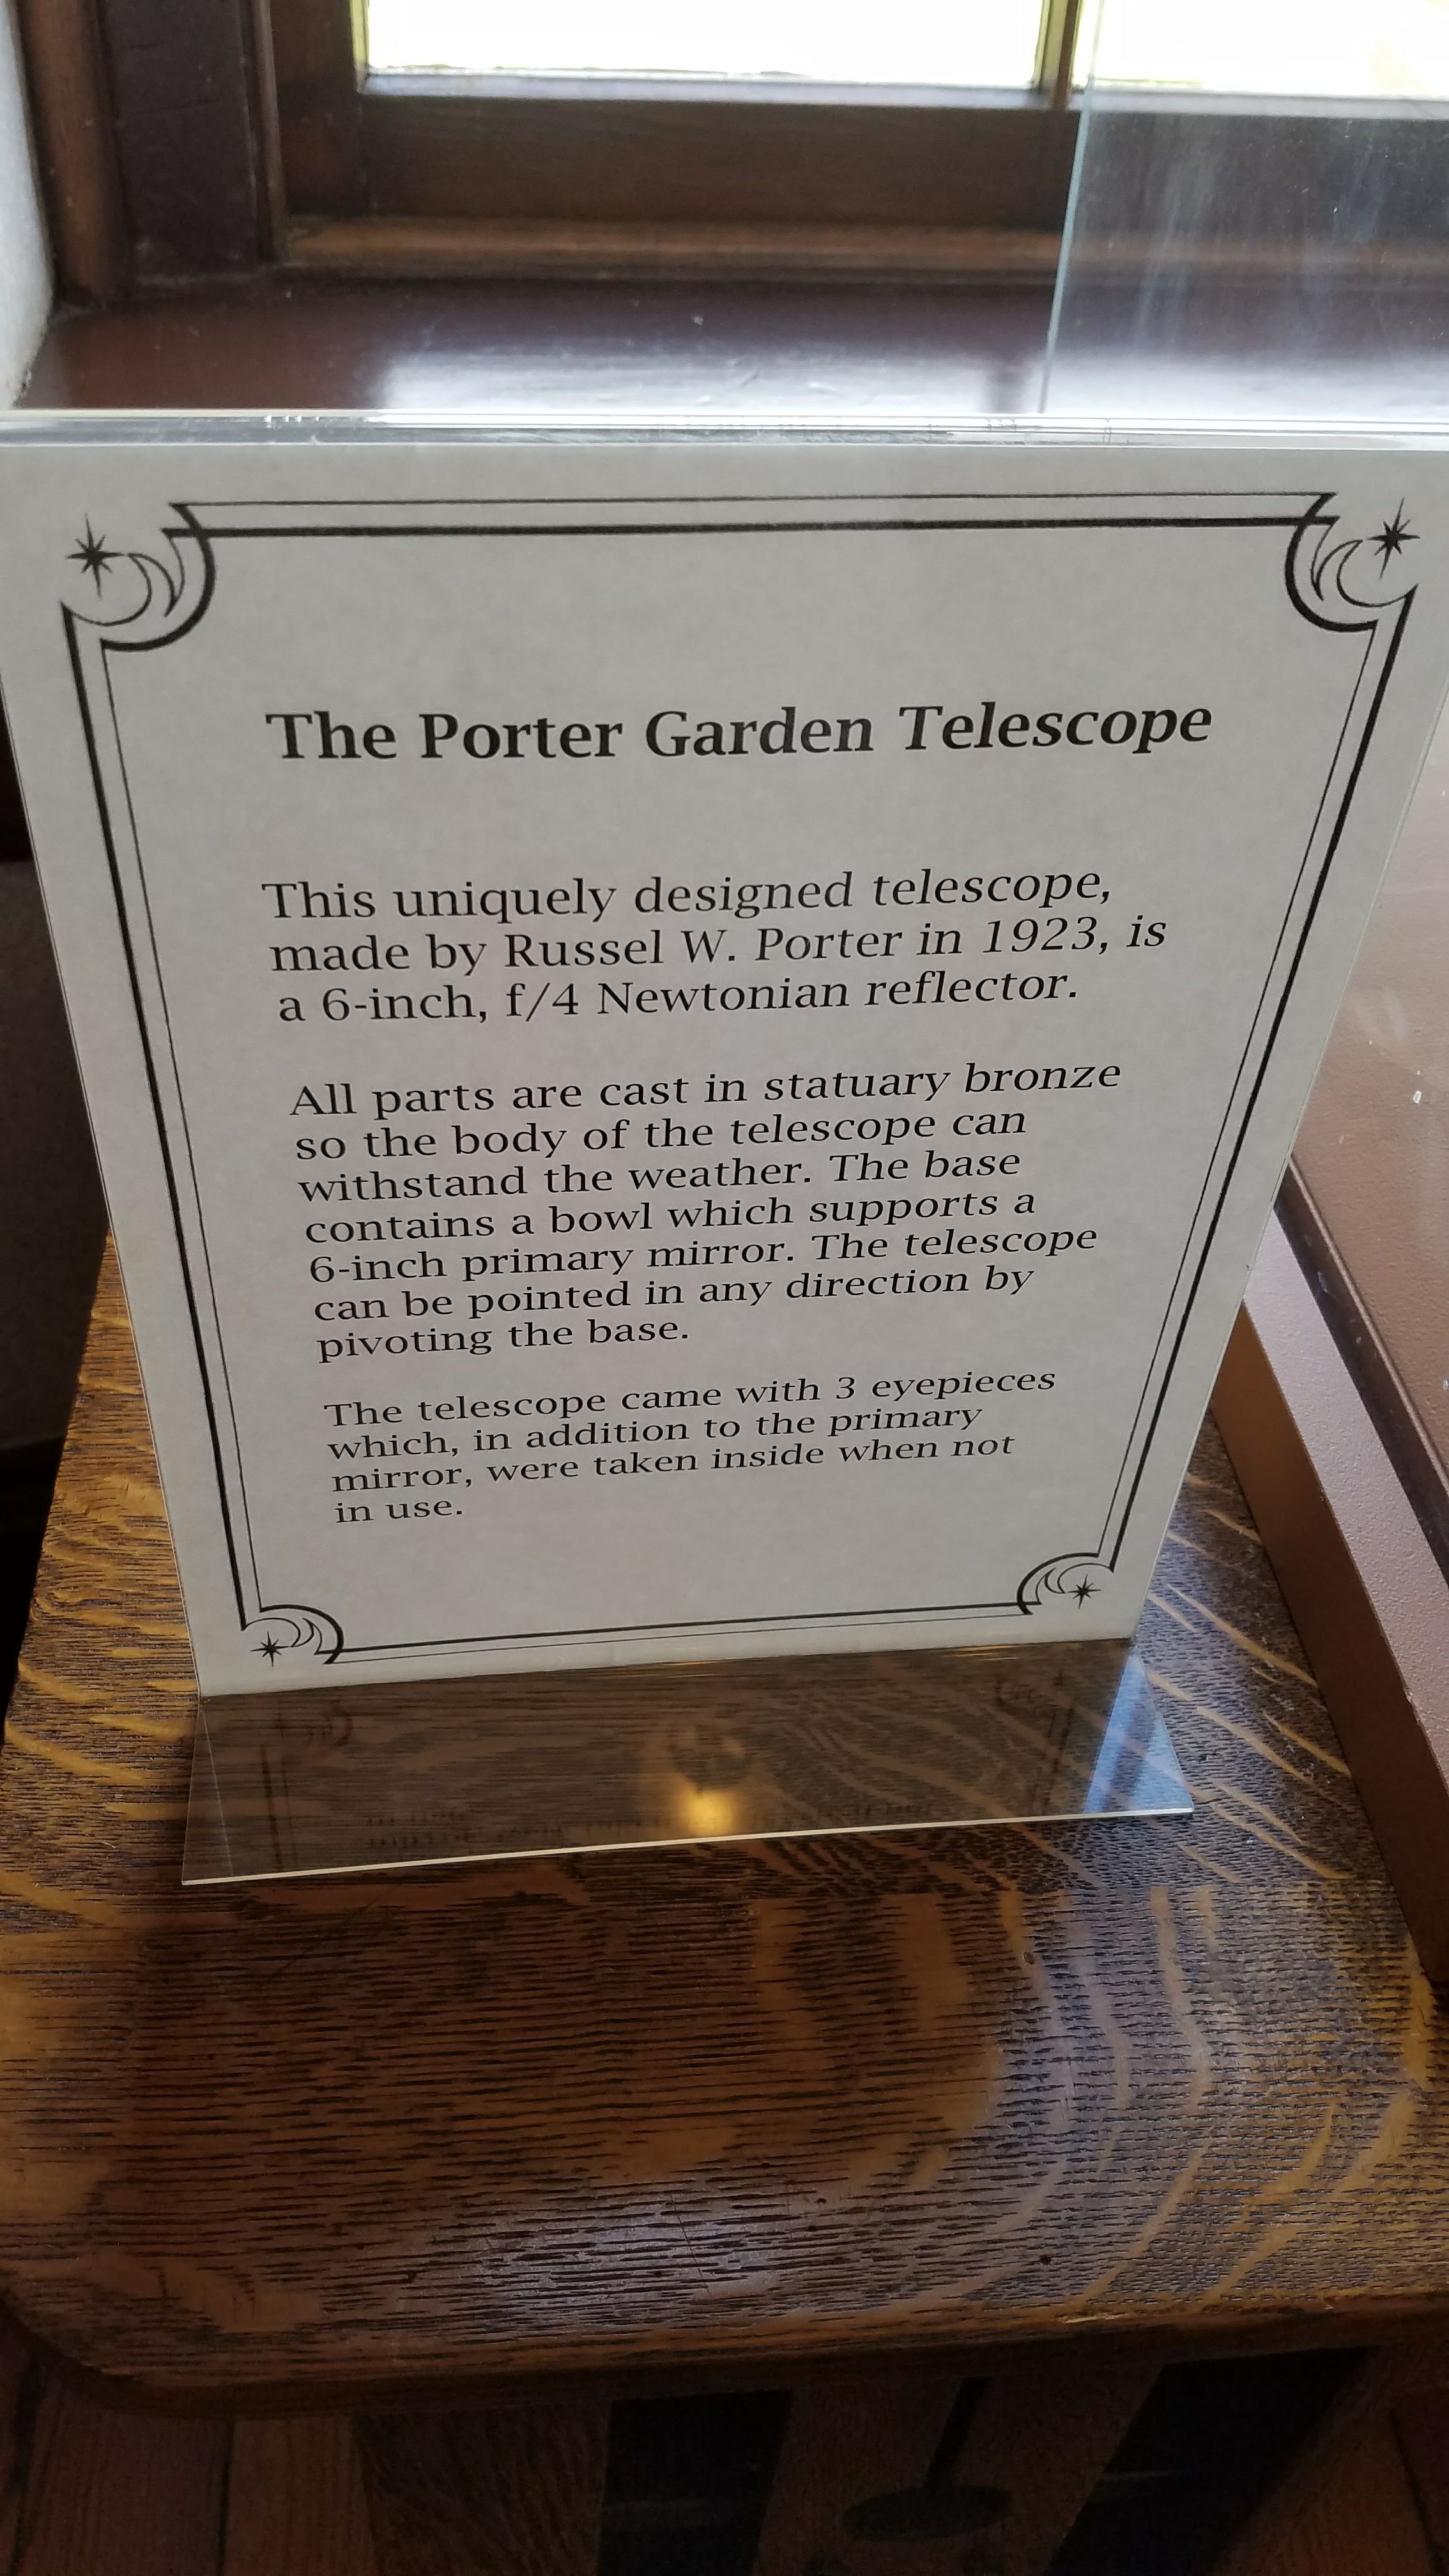 The Porter Garden Telescope
This uniquely designed telescope,
made by Russel W. Porter in 1923, is
a 6-inch, f/4 Newtonian reflector.
All parts are cast in statuary bronze
so the body of the telescope can
withstand the weather. The base
contains a bowl which supports a
6-inch primary mirror. The telescope
can be pointed in any direction by
pivoting the base.
The telescope came with 3 eyepieces
which, in addition to the primary
mirror, were taken inside when not
in use.